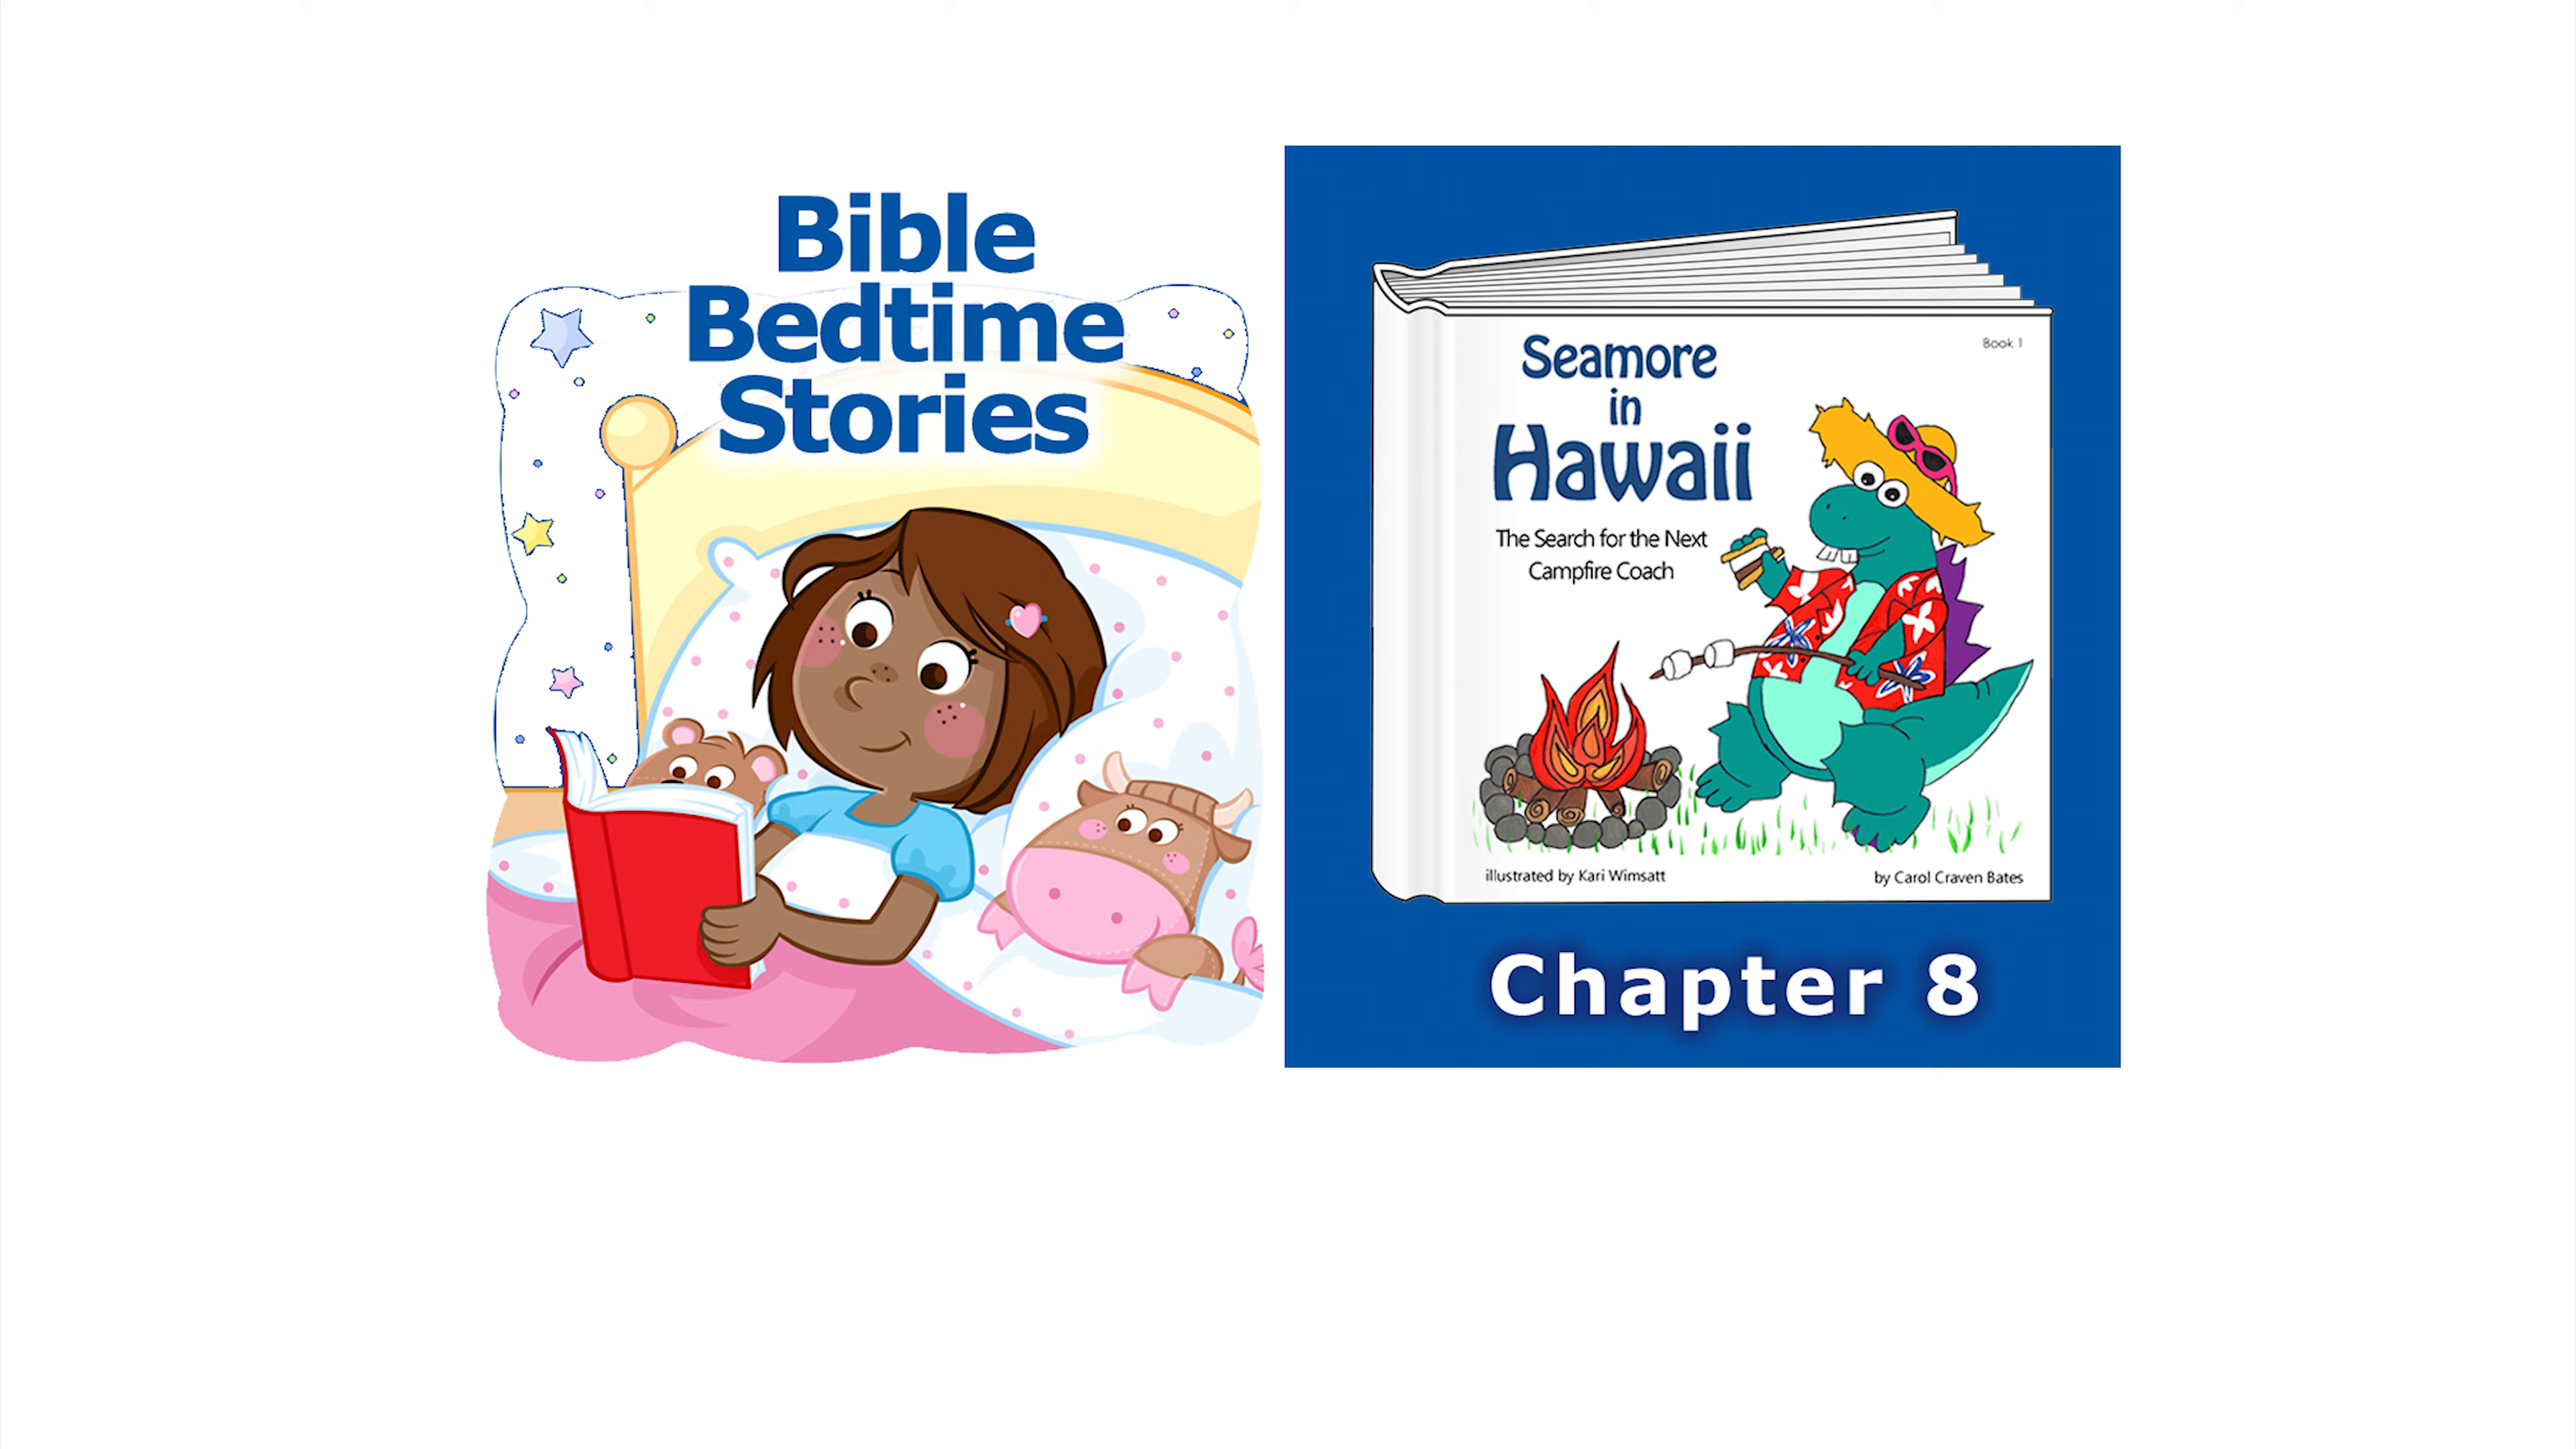 Bible
Bedtime
Stories
Seamore
in
Hawaii
Book 1
The Search for the Next
Campfire Coach
illustrated by Kari Wimsatt
by Carol Craven Bates
Chapter 8